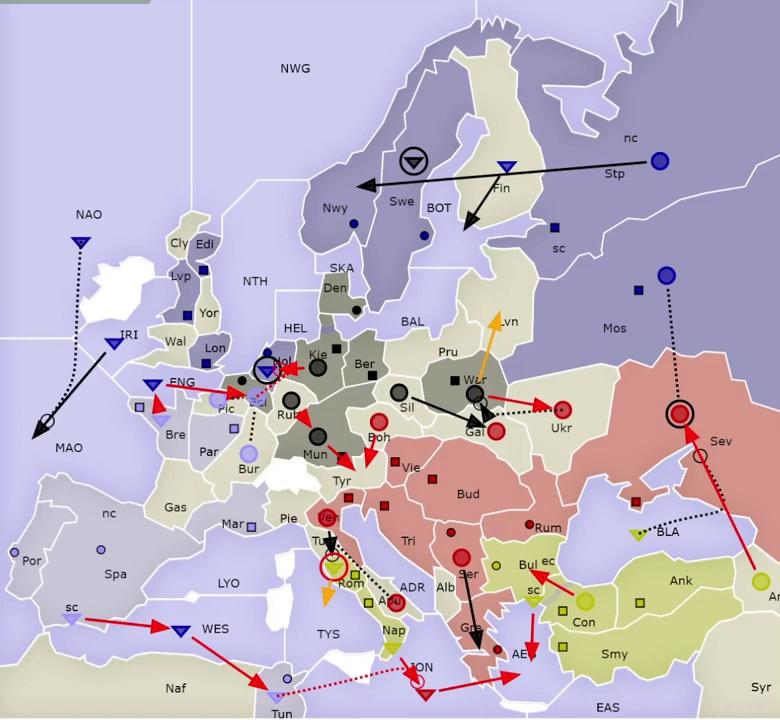 NWG
nc
Stp
Fin
NAO
Swe
BOT
Nwy
Cly
Edi
sc
SKA
Lvp
NTH
Den
Mos
Yor
HEL
BAL
Lvn
IRI
Wal
Lon
Hol
Kie
Ber
Pru
ENG
War
Pic
Ruh
Sil
MAO
Bre
Gal
Ukr
Par
Boh
Sev
Bur
Mun
Vie
Tyr
Bud
Gas
nc
Mar
Pie
Ven
Tri
Rum
BLA
Por
Spa
Ser
Bul
ec
Rom
Ank
Arm
LYO
ADR
Alb
sc
Con
sc
Apu
WES
TYS
Nap
Gre
AEG
Smy
ION
Naf
Syr
Tun
EAS